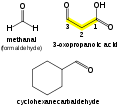 O
H
H
methanal
(formaldehyde)
O
O
OH
3
2
1
3-oxopropanoic acid
O
cyclohexanecarbaldehyde